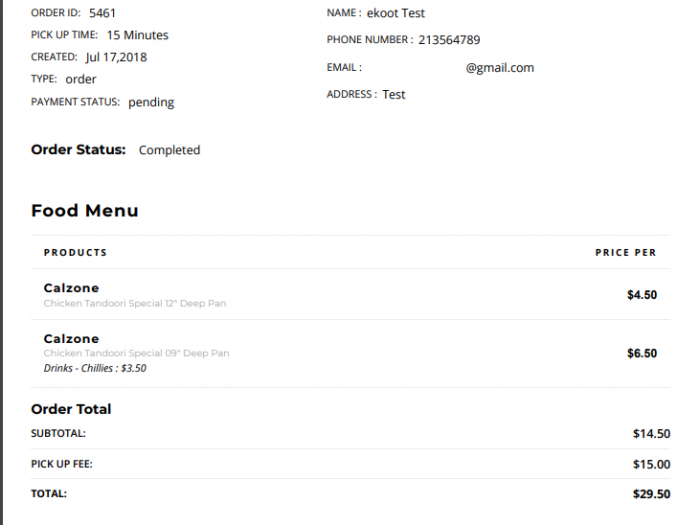 ORDER ID: 5461
PICK UP TIME: 15 Minutes
CREATED: Jul 17,2018
TYPE: order
PAYMENT STATUS: pending
NAME : ekoot Test
PHONE NUMBER : 213564789
EMAIL : @gmail.com
ADDRESS : Test
Order Status: Completed
Food Menu
PRODUCTS PRICE PER
Calzone
Chicken Tandoori Special 12" Deep Pan
$4.50
Calzone
Chicken Tandoori Special 09" Deep Pan
Drinks - Chillies : $3.50
$6.50
Order Total
SUBTOTAL: $14.50
PICK UP FEE: $15.00
TOTAL: $29.50